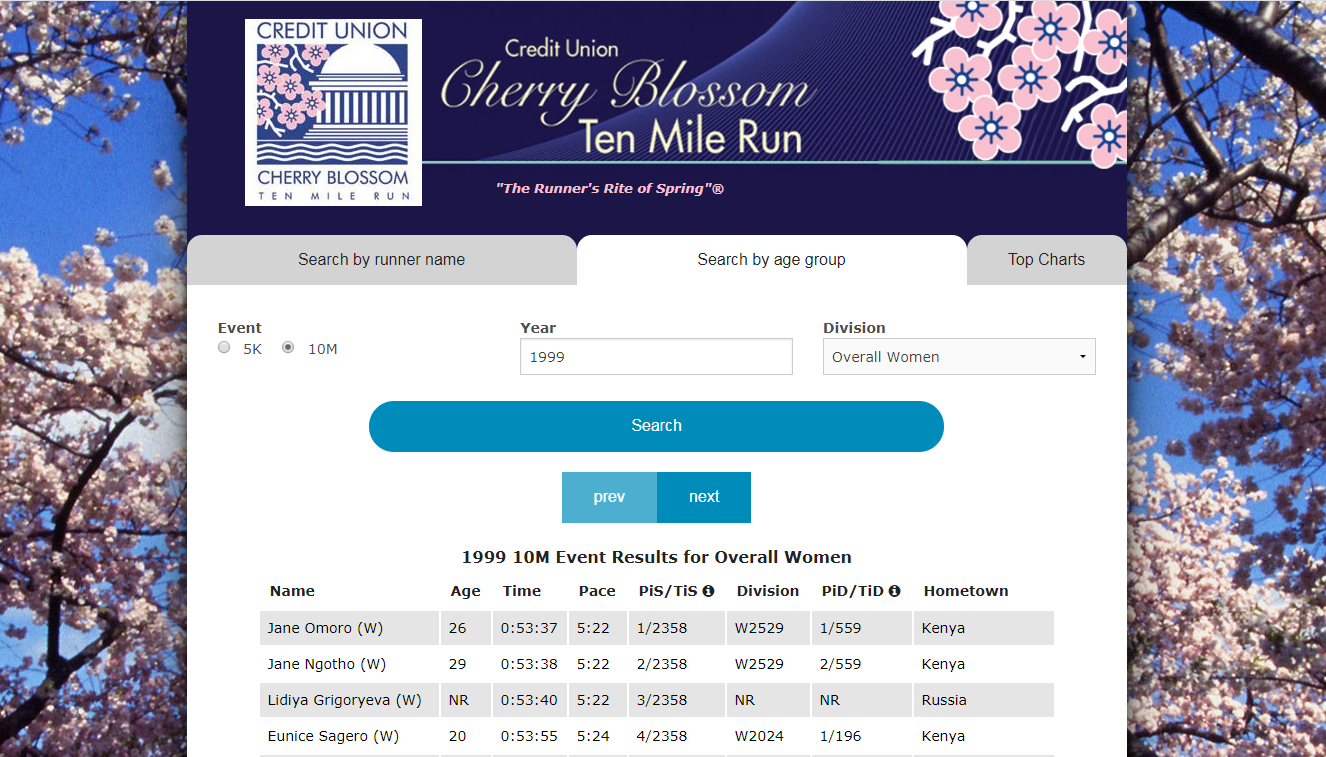 CREDIT UNION
CHERRY BLOSSOM
TEN MILE RUN
Credit Union
Cherry Blossom
Ten Mile Run
"The Runner's Rite of Spring"®
Search by runner name Search by age group Top Charts
Event Year Division
5K 10M 1999 Overall Women
Search
prev next
1999 10M Event Results for Overall Women
Name Age Time Pace PiS/TiS Division PiD/TiD Hometown
Jane Omoro (W) 26 0:53:37 5:22 1/2358 W2529 1/559 Kenya
Jane Ngotho (W) 29 0:53:38 5:22 2/2358 W2529 2/559 Kenya
Lidiya Grigoryeva (W) NR 0:53:40 5:22 3/2358 NR NR Russia
Eunice Sagero (W) 20 0:53:55 5:24 4/2358 W2024 1/196 Kenya